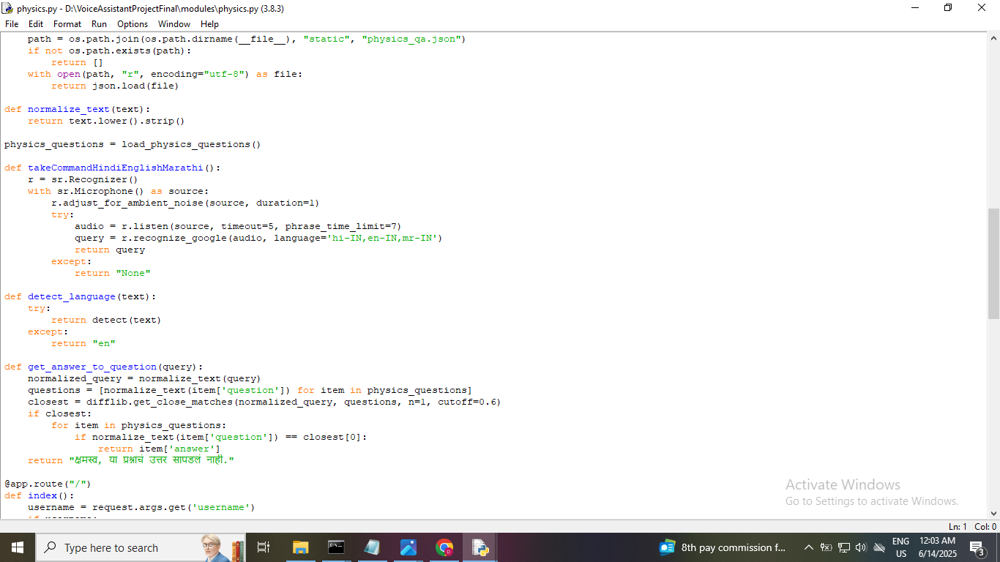 physics.py - D:\VoiceAssistantProjectFinal\modules\physics.py (3.8.3)
File Edit Format Run Options Window Help
    path = os.path.join(os.path.dirname(__file__), "static", "physics_qa.json")
    if not os.path.exists(path):
        return []
    with open(path, "r", encoding="utf-8") as file:
        return json.load(file)

def normalize_text(text):
    return text.lower().strip()

physics_questions = load_physics_questions()

def takeCommandHindiEnglishMarathi():
    r = sr.Recognizer()
    with sr.Microphone() as source:
        r.adjust_for_ambient_noise(source, duration=1)
        try:
            audio = r.listen(source, timeout=5, phrase_time_limit=7)
            query = r.recognize_google(audio, language='hi-IN,en-IN,mr-IN')
            return query
        except:
            return "None"

def detect_language(text):
    try:
        return detect(text)
    except:
        return "en"

def get_answer_to_question(query):
    normalized_query = normalize_text(query)
    questions = [normalize_text(item['question']) for item in physics_questions]
    closest = difflib.get_close_matches(normalized_query, questions, n=1, cutoff=0.6)
    if closest:
        for item in physics_questions:
            if normalize_text(item['question']) == closest[0]:
                return item['answer']
    return "क्षमस्व, या प्रश्नाचं उत्तर सापडलं नाही."

@app.route("/")
def index():
    username = request.args.get('username')
Activate Windows
Go to Settings to activate Windows.
Ln: 1 Col: 0
Type here to search
8th pay commission f...
ENG
US
12:03 AM
6/14/2025
3